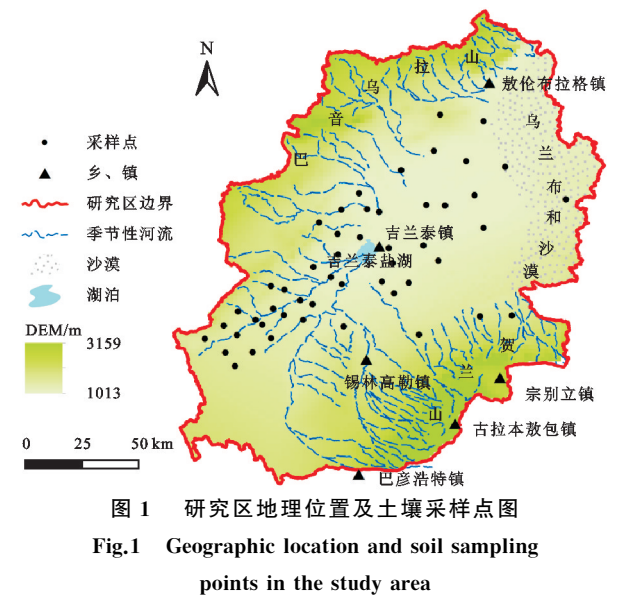 N
采样点
乡、镇
研究区边界
季节性河流
沙漠
湖泊
DEM/m
3159
1013
0 25 50 km
巴音乌拉山
敖伦布拉格镇
乌兰布和沙漠
吉兰泰镇
吉兰泰盐湖
贺兰山
锡林高勒镇
宗别立镇
古拉本敖包镇
巴彦浩特镇
图 1 研究区地理位置及土壤采样点图
Fig.1 Geographic location and soil sampling
points in the study area